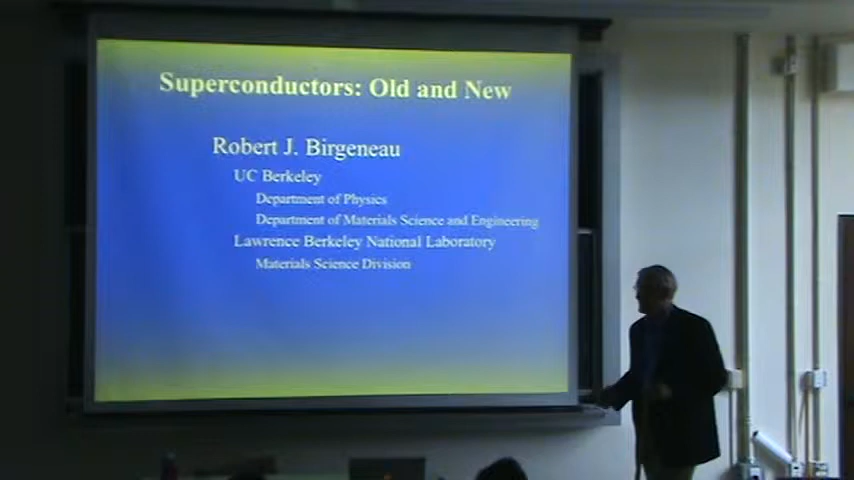 Superconductors: Old and New
Robert J. Birgeneau
UC Berkeley
Department of Physics
Department of Materials Science and Engineering
Lawrence Berkeley National Laboratory
Materials Science Division